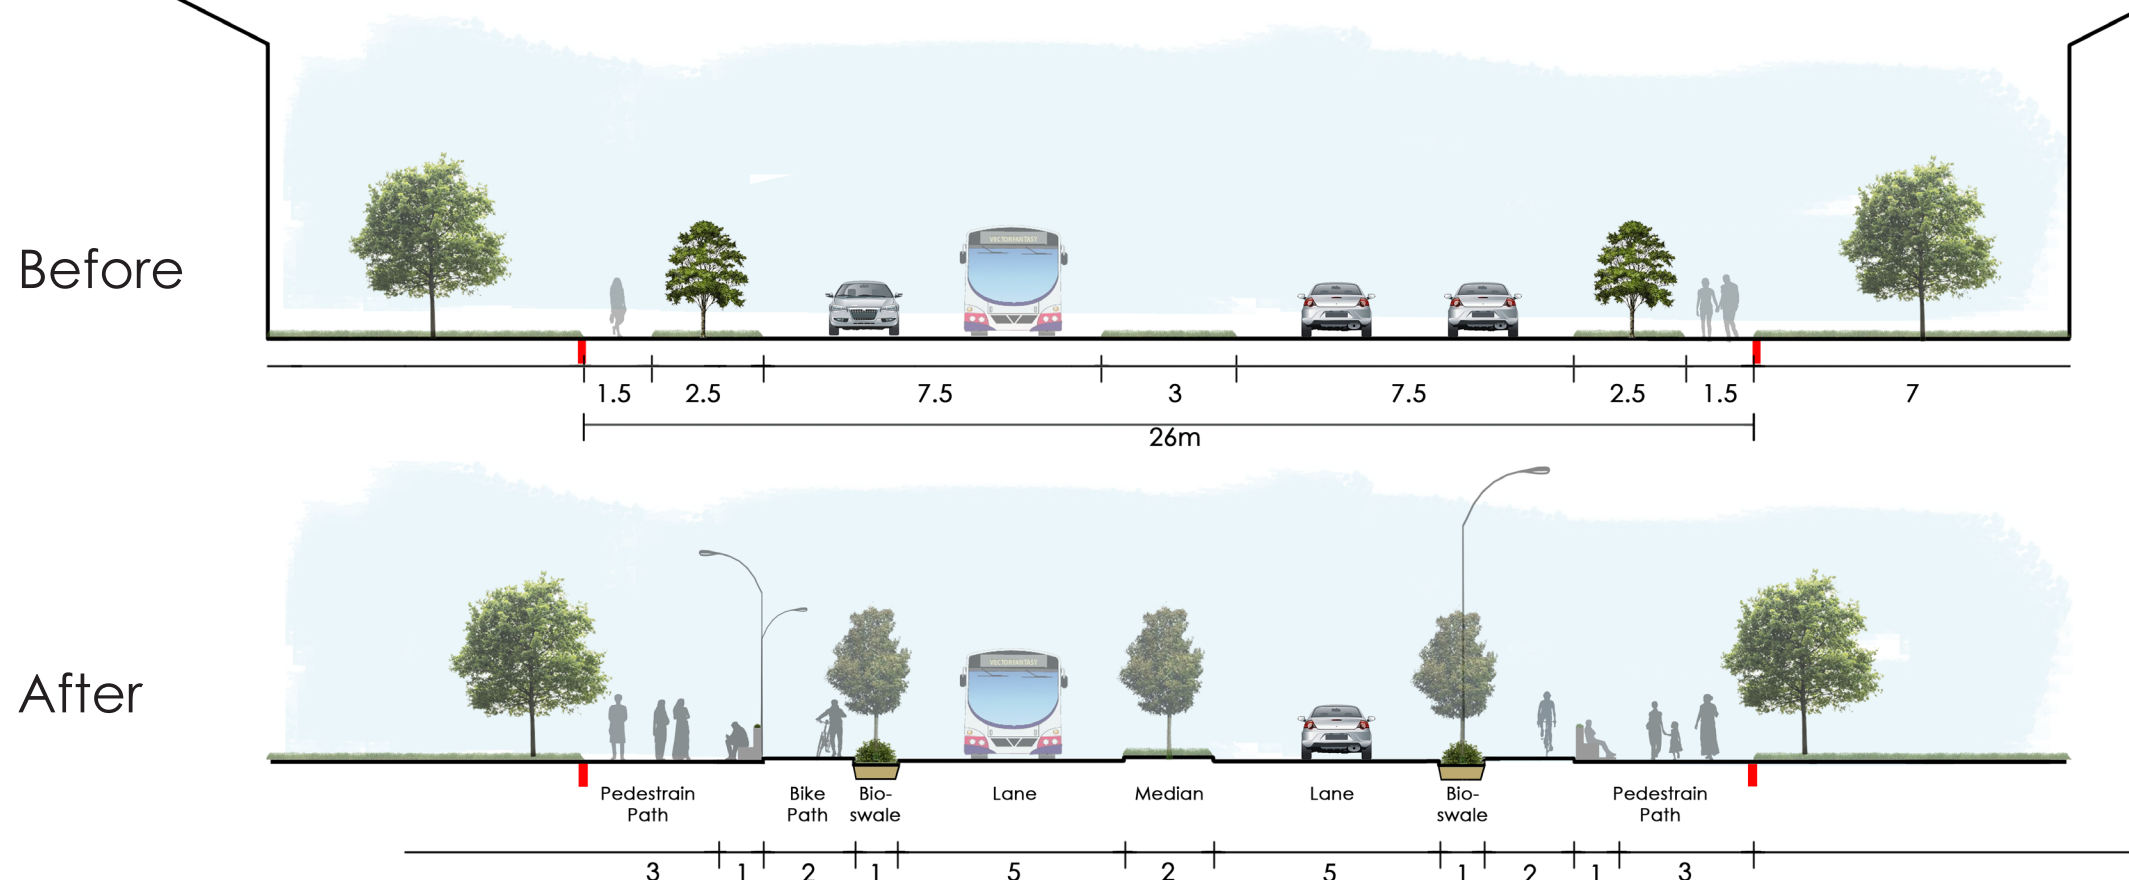 Before
VECTORFANTASY
1.5 2.5 7.5 3 7.5 2.5 1.5 7
26m
After
VECTORFANTASY
Pedestrain Path
Bike Path
Bio-swale
Lane
Median
Lane
Bio-swale
Pedestrain Path
3 1 2 1 5 2 5 1 2 1 3